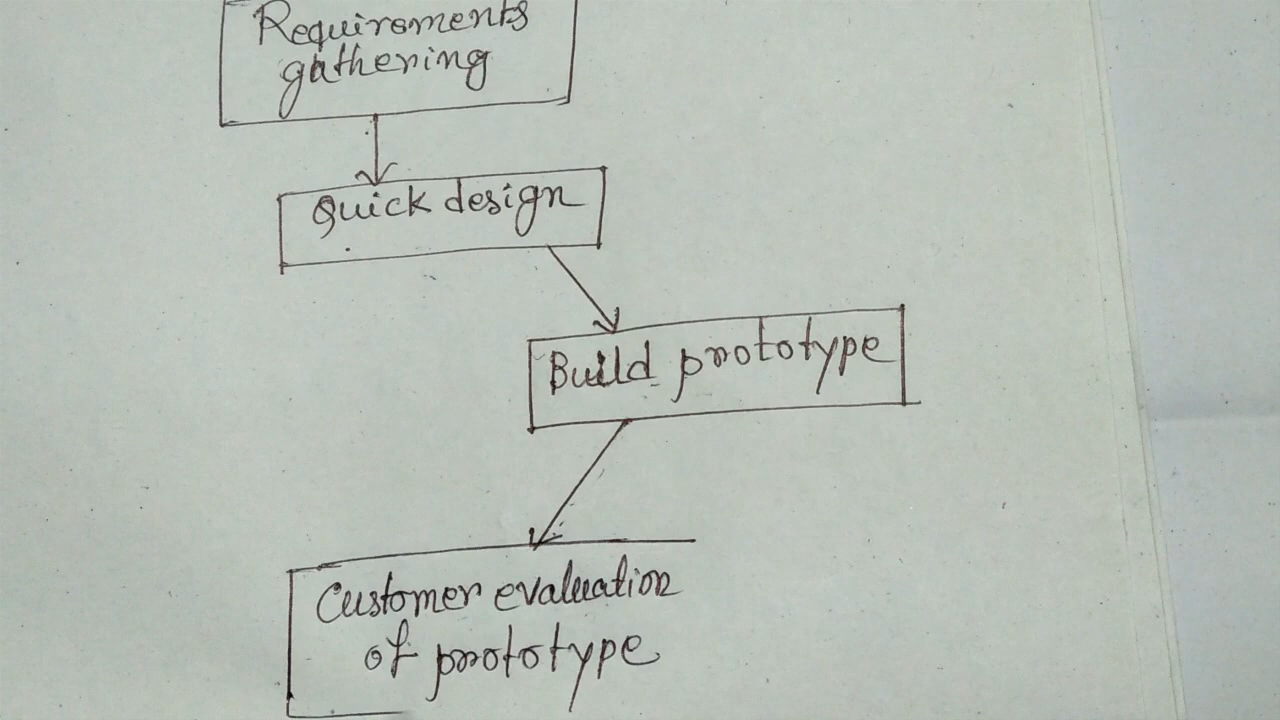 Requirements
gathering
Quick design
Build prototype
Customer evaluation
of prototype